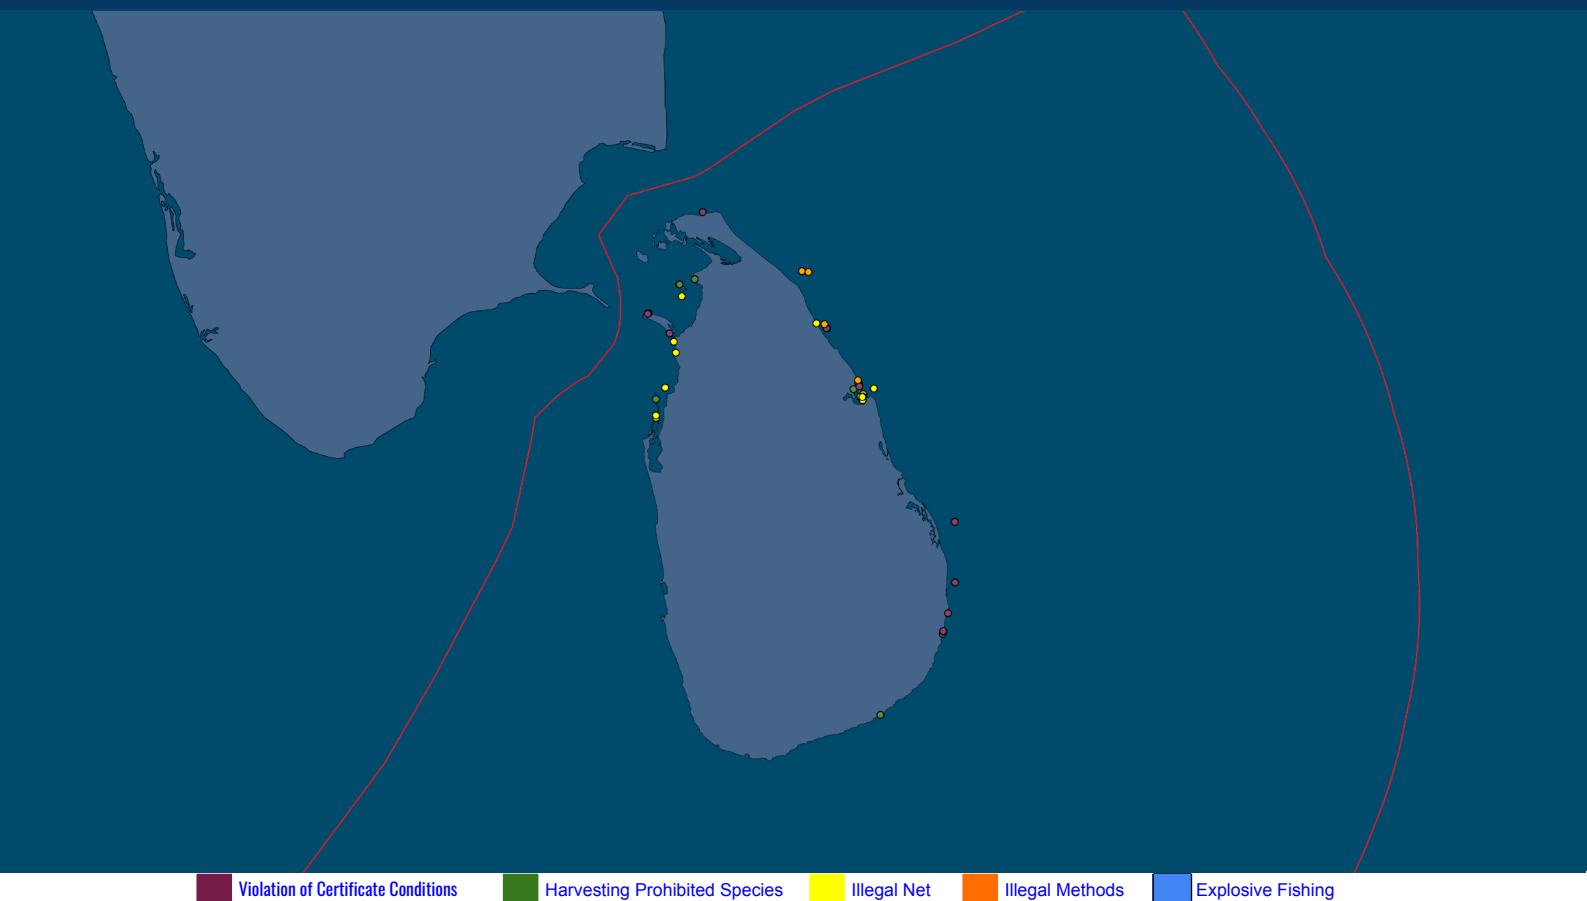 Violation of Certificate Conditions
Harvesting Prohibited Species
Illegal Net
Illegal Methods
Explosive Fishing